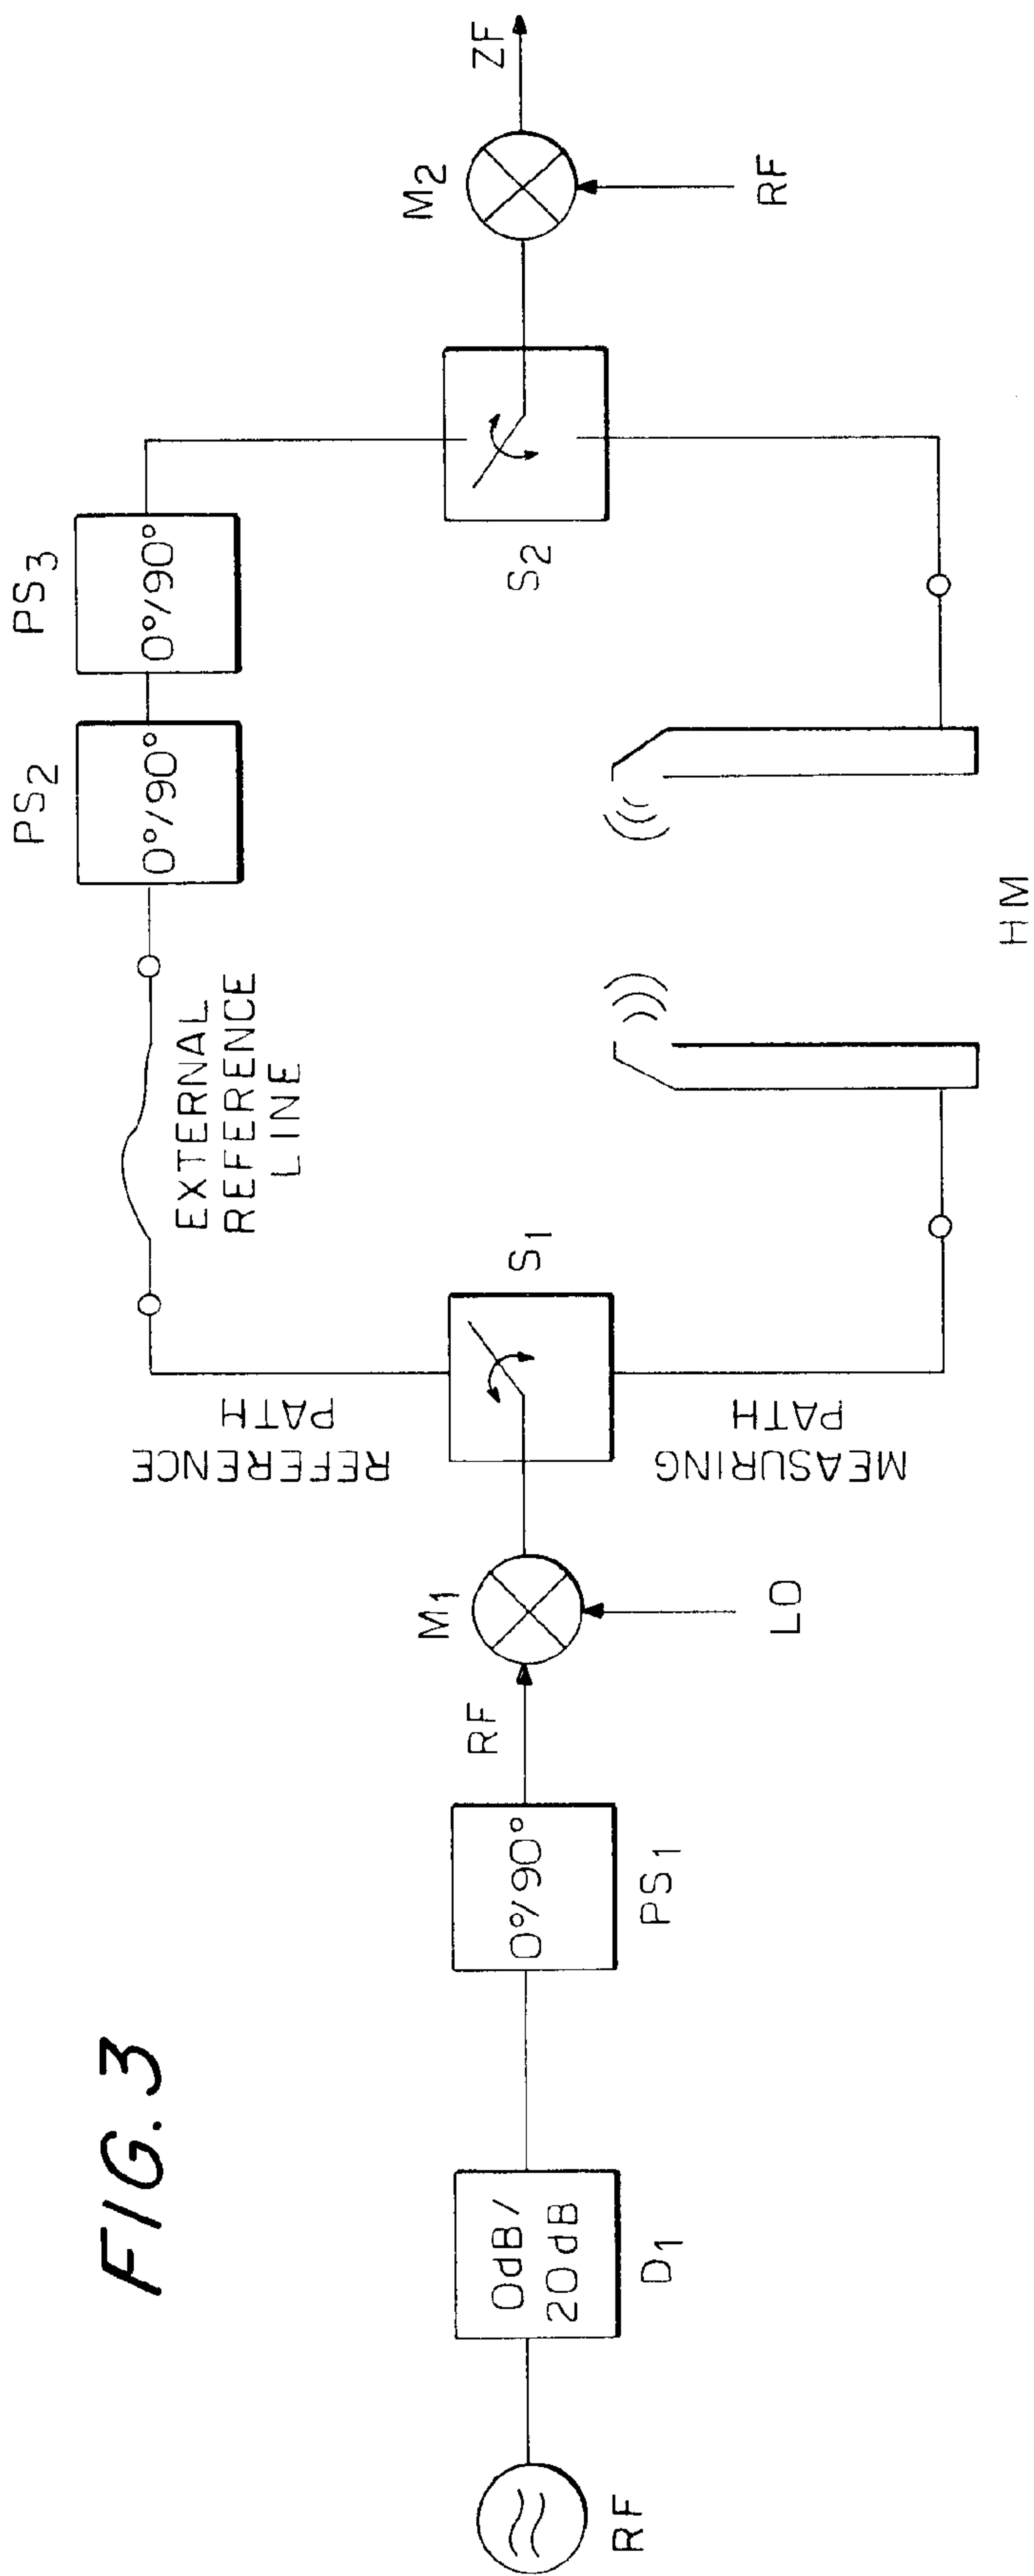 FIG. 3
RF
0dB/
20dB
D1
0°/90°
PS1
RF
M1
LO
S1
REFERENCE
PATH
MEASURING
PATH
EXTERNAL
REFERENCE
LINE
PS2
0°/90°
PS3
0°/90°
HM
S2
M2
RF
ZF